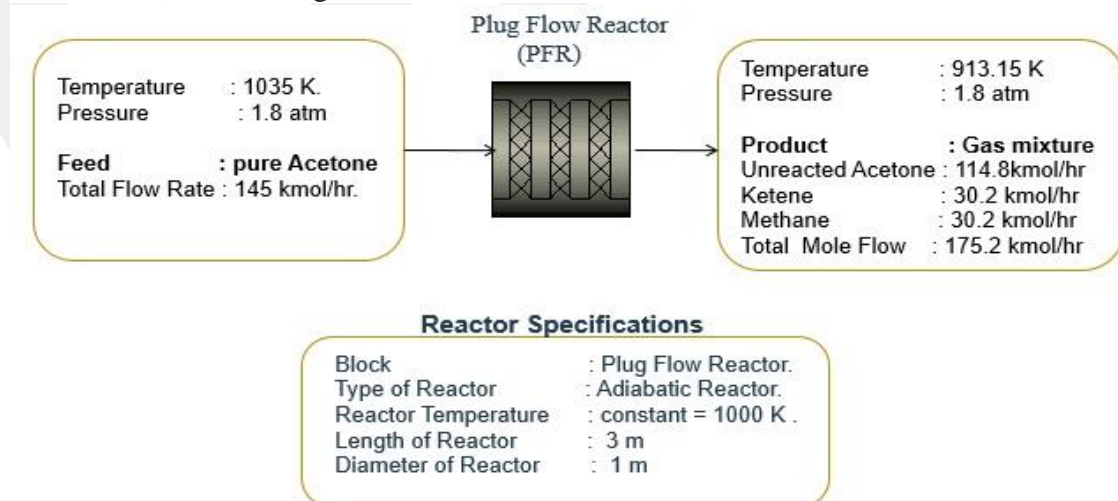 Plug Flow Reactor
(PFR)
Temperature : 1035 K.
Pressure : 1.8 atm
Feed : pure Acetone
Total Flow Rate : 145 kmol/hr.
Temperature : 913.15 K
Pressure : 1.8 atm
Product : Gas mixture
Unreacted Acetone : 114.8kmol/hr
Ketene : 30.2 kmol/hr
Methane : 30.2 kmol/hr
Total Mole Flow : 175.2 kmol/hr
Reactor Specifications
Block : Plug Flow Reactor.
Type of Reactor : Adiabatic Reactor.
Reactor Temperature : constant = 1000 K .
Length of Reactor : 3 m
Diameter of Reactor : 1 m